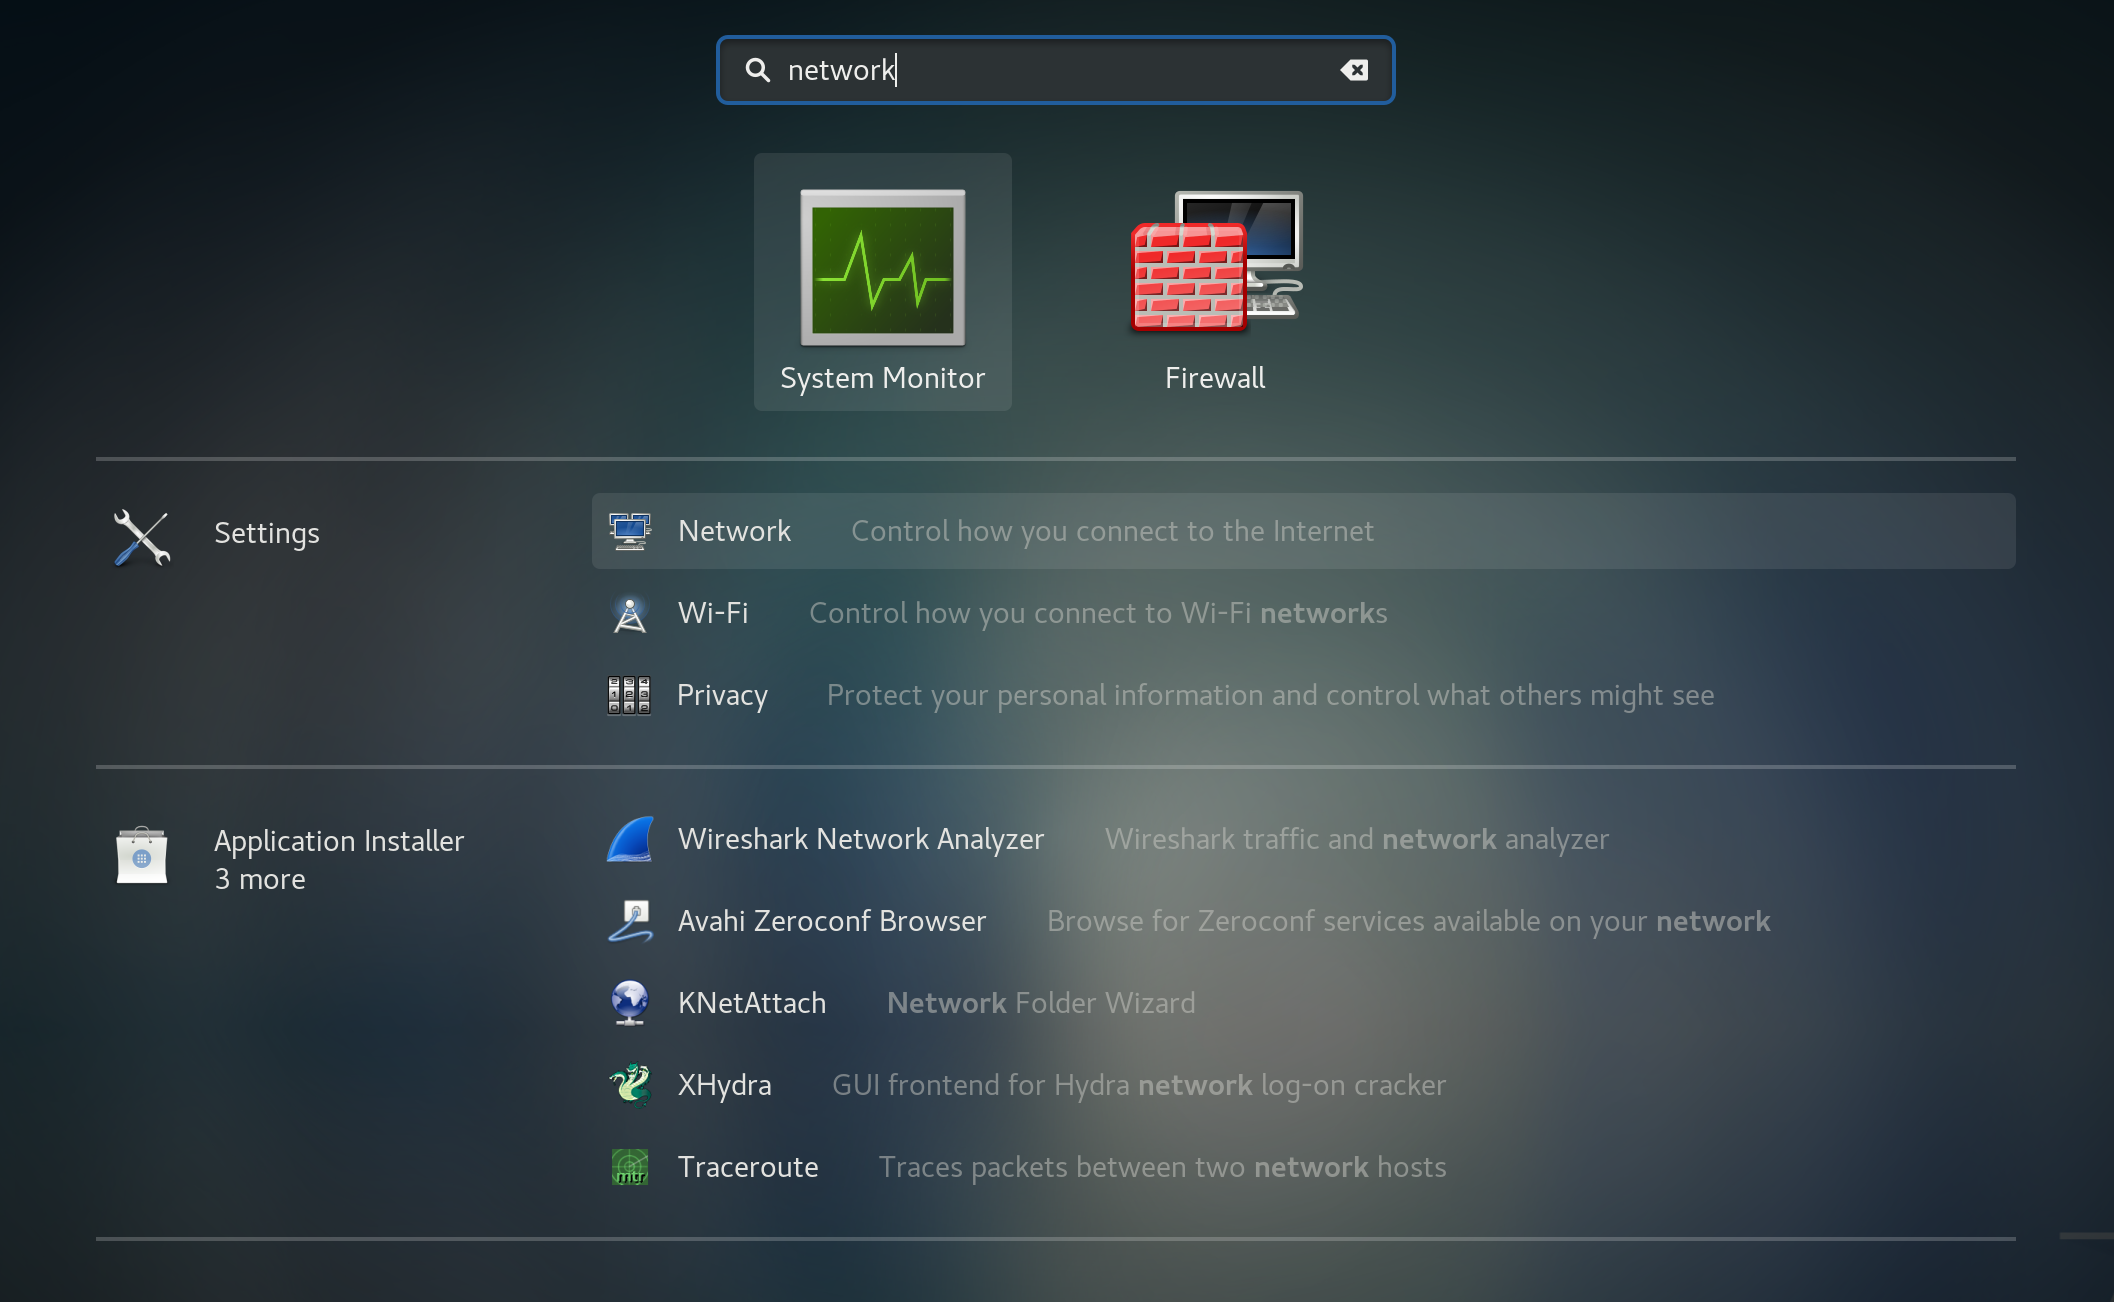 network
System Monitor
Firewall
Settings
Network Control how you connect to the Internet
Wi-Fi Control how you connect to Wi-Fi networks
Privacy Protect your personal information and control what others might see
Application Installer
3 more
Wireshark Network Analyzer Wireshark traffic and network analyzer
Avahi Zeroconf Browser Browse for Zeroconf services available on your network
KNetAttach Network Folder Wizard
XHydra GUI frontend for Hydra network log-on cracker
mtr
Traceroute Traces packets between two network hosts